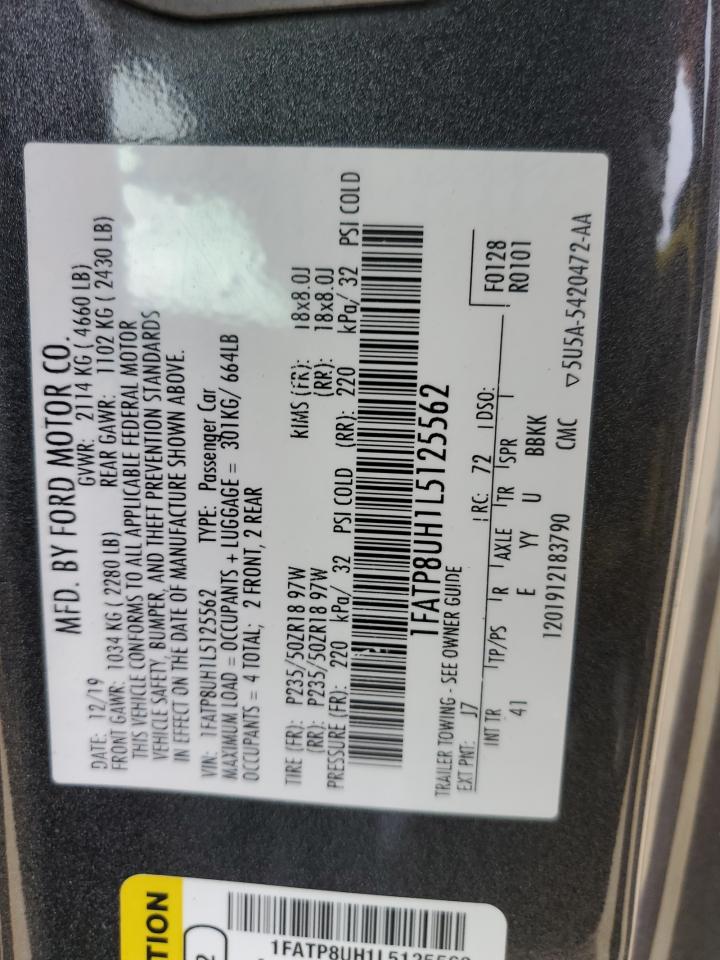 MFD. BY FORD MOTOR CO.
DATE: 12/19 GVWR: 2114 KG ( 4660 LB)
FRONT GAWR: 1034 KG ( 2280 LB) REAR GAWR: 1102 KG ( 2430 LB)
THIS VEHICLE CONFORMS TO ALL APPLICABLE FEDERAL MOTOR
VEHICLE SAFETY, BUMPER, AND THEFT PREVENTION STANDARDS
IN EFFECT ON THE DATE OF MANUFACTURE SHOWN ABOVE.
VIN: 1FATP8UH1L5125562 TYPE: Passenger Car
MAXIMUM LOAD = OCCUPANTS + LUGGAGE = 301KG/ 664LB
OCCUPANTS = 4 TOTAL; 2 FRONT, 2 REAR
TIRE (FR): P235/50ZR18 97W RIMS (FR): 18x8.0J
(RR): P235/50ZR18 97W (RR): 18x8.0J
PRESSURE (FR): 220 kPa/ 32 PSI COLD (RR): 220 kPa/ 32 PSI COLD
1FATP8UH1L5125562
TRAILER TOWING - SEE OWNER GUIDE
EXT PNT: J7 RC: 72 DSO: F0128
R0101
INT TR TP/PS R AXLE TR SPR
41 E YY U BBKK
1201912183790 CMC ▽5U5A-5420472-AA
TION
1FATP8UH1L5125562